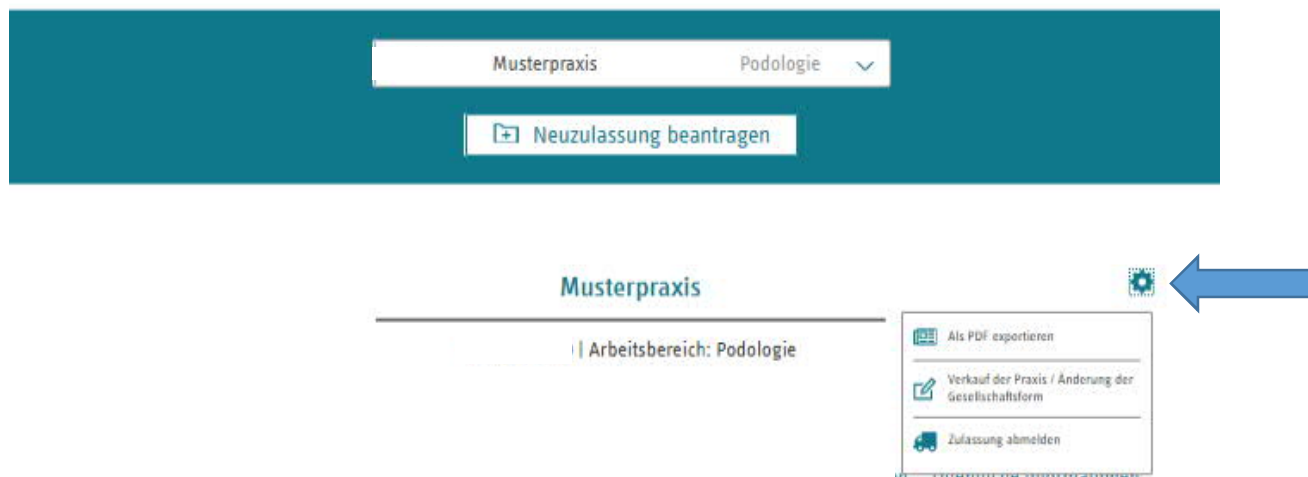 Musterpraxis Podologie
Neuzulassung beantragen
Musterpraxis
| Arbeitsbereich: Podologie
Als PDF exportieren
Verkauf der Praxis / Änderung der
Gesellschaftsform
Zulassung abmelden